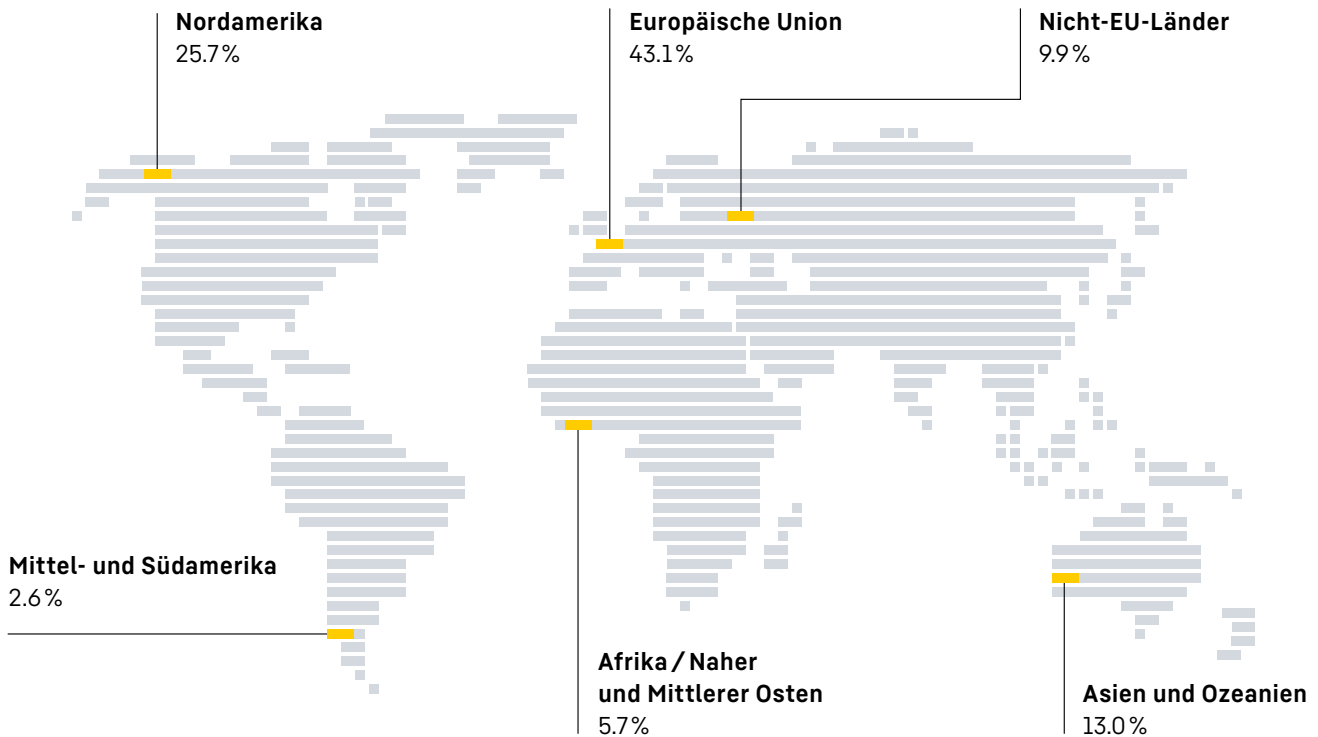 Nordamerika
25.7 %
Europäische Union
43.1 %
Nicht-EU-Länder
9.9 %
Mittel- und Südamerika
2.6 %
Afrika / Naher
und Mittlerer Osten
5.7 %
Asien und Ozeanien
13.0 %